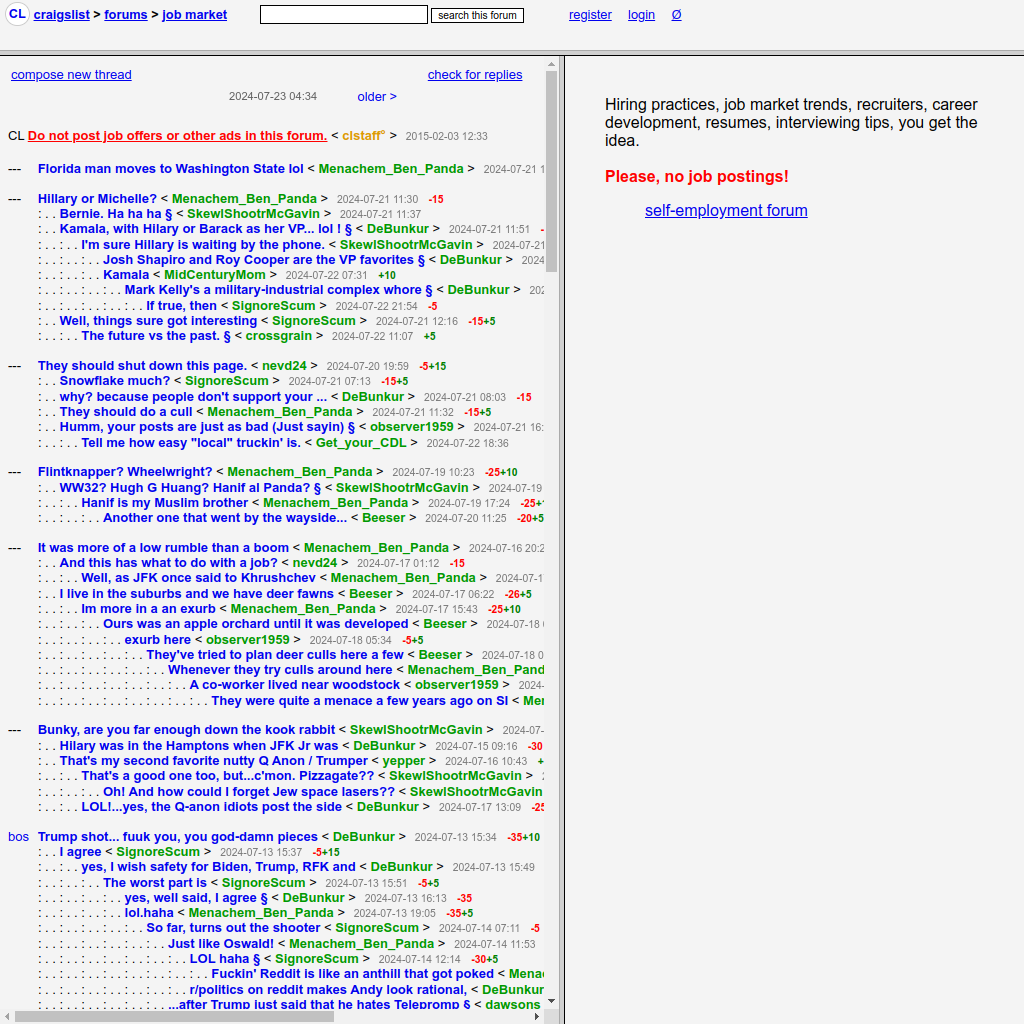 CL craigslist > forums > job market search this forum register login Ø
compose new thread check for replies
2024-07-23 04:34 older >
CL Do not post job offers or other ads in this forum. < clstaff° > 2015-02-03 12:33
--- Florida man moves to Washington State lol < Menachem_Ben_Panda > 2024-07-21 1
--- Hillary or Michelle? < Menachem_Ben_Panda > 2024-07-21 11:30 -15
: . . Bernie. Ha ha ha § < SkewlShootrMcGavin > 2024-07-21 11:37
: . . Kamala, with Hilary or Barack as her VP... lol ! § < DeBunkur > 2024-07-21 11:51 -
: . . : . . I'm sure Hillary is waiting by the phone. < SkewlShootrMcGavin > 2024-07-21
: . . : . . : . . Josh Shapiro and Roy Cooper are the VP favorites § < DeBunkur > 2024
: . . : . . : . . Kamala < MidCenturyMom > 2024-07-22 07:31 +10
: . . : . . : . . : . . Mark Kelly's a military-industrial complex whore § < DeBunkur > 202
: . . : . . : . . : . . : . . If true, then < SignoreScum > 2024-07-22 21:54 -5
: . . Well, things sure got interesting < SignoreScum > 2024-07-21 12:16 -15+5
: . . : . . The future vs the past. § < crossgrain > 2024-07-22 11:07 +5
--- They should shut down this page. < nevd24 > 2024-07-20 19:59 -5+15
: . . Snowflake much? < SignoreScum > 2024-07-21 07:13 -15+5
: . . why? because people don't support your ... < DeBunkur > 2024-07-21 08:03 -15
: . . They should do a cull < Menachem_Ben_Panda > 2024-07-21 11:32 -15+5
: . . Humm, your posts are just as bad (Just sayin) § < observer1959 > 2024-07-21 16:
: . . : . . Tell me how easy "local" truckin' is. < Get_your_CDL > 2024-07-22 18:36
--- Flintknapper? Wheelwright? < Menachem_Ben_Panda > 2024-07-19 10:23 -25+10
: . . WW32? Hugh G Huang? Hanif al Panda? § < SkewlShootrMcGavin > 2024-07-19
: . . : . . Hanif is my Muslim brother < Menachem_Ben_Panda > 2024-07-19 17:24 -25+
: . . : . . : . . Another one that went by the wayside... < Beeser > 2024-07-20 11:25 -20+5
--- It was more of a low rumble than a boom < Menachem_Ben_Panda > 2024-07-16 20:2
: . . And this has what to do with a job? < nevd24 > 2024-07-17 01:12 -15
: . . : . . Well, as JFK once said to Khrushchev < Menachem_Ben_Panda > 2024-07-1
: . . I live in the suburbs and we have deer fawns < Beeser > 2024-07-17 06:22 -26+5
: . . : . . Im more in a an exurb < Menachem_Ben_Panda > 2024-07-17 15:43 -25+10
: . . : . . : . . Ours was an apple orchard until it was developed < Beeser > 2024-07-18
: . . : . . : . . : . . exurb here < observer1959 > 2024-07-18 05:34 -5+5
: . . : . . : . . : . . : . . They've tried to plan deer culls here a few < Beeser > 2024-07-18 0
: . . : . . : . . : . . : . . : . . Whenever they try culls around here < Menachem_Ben_Pand
: . . : . . : . . : . . : . . : . . : . . A co-worker lived near woodstock < observer1959 > 2024-
: . . : . . : . . : . . : . . : . . : . . : . . They were quite a menace a few years ago on SI < Men
--- Bunky, are you far enough down the kook rabbit < SkewlShootrMcGavin > 2024-07-
: . . Hilary was in the Hamptons when JFK Jr was < DeBunkur > 2024-07-15 09:16 -30
: . . That's my second favorite nutty Q Anon / Trumper < yepper > 2024-07-16 10:43 +
: . . : . . That's a good one too, but...c'mon. Pizzagate?? < SkewlShootrMcGavin > 2
: . . : . . : . . Oh! And how could I forget Jew space lasers?? < SkewlShootrMcGavin
: . . : . . LOL!...yes, the Q-anon idiots post the side < DeBunkur > 2024-07-17 13:09 -25
bos Trump shot... fuuk you, you god-damn pieces < DeBunkur > 2024-07-13 15:34 -35+10
: . . I agree < SignoreScum > 2024-07-13 15:37 -5+15
: . . : . . yes, I wish safety for Biden, Trump, RFK and < DeBunkur > 2024-07-13 15:49
: . . : . . : . . The worst part is < SignoreScum > 2024-07-13 15:51 -5+5
: . . : . . : . . : . . yes, well said, I agree § < DeBunkur > 2024-07-13 16:13 -35
: . . : . . : . . : . . lol.haha < Menachem_Ben_Panda > 2024-07-13 19:05 -35+5
: . . : . . : . . : . . : . . So far, turns out the shooter < SignoreScum > 2024-07-14 07:11 -5
: . . : . . : . . : . . : . . : . . Just like Oswald! < Menachem_Ben_Panda > 2024-07-14 11:53
: . . : . . : . . : . . : . . : . . : . . LOL haha § < SignoreScum > 2024-07-14 12:14 -30+5
: . . : . . : . . : . . : . . : . . : . . : . . Fuckin' Reddit is like an anthill that got poked < Mena
: . . : . . : . . : . . : . . : . . : . . r/politics on reddit makes Andy look rational, < DeBunkur
: . . : . . : . . : . . : . . : . . ...after Trump just said that he hates Telepromp § < dawsons
Hiring practices, job market trends, recruiters, career
development, resumes, interviewing tips, you get the
idea.
Please, no job postings!
self-employment forum